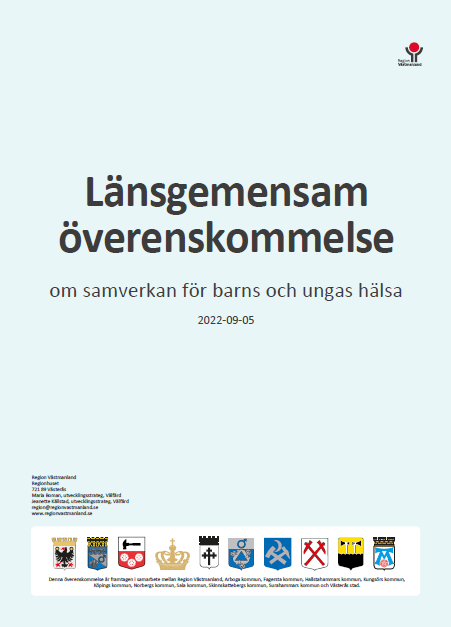 Region
Västmanland
Länsgemensam
överenskommelse
om samverkan för barns och ungas hälsa
2022-09-05
Region Västmanland
Regionhuset
721 89 Västerås
Maria Boman, utvecklingsstrateg, Välfärd
Jeanette Källstad, utvecklingsstrateg, Välfärd
region@regionvastmanland.se
www.regionvastmanland.se
Denna överenskommelse är framtagen i samarbete mellan Region Västmanland, Arboga kommun, Fagersta kommun, Hallstahammars kommun, Kungsörs kommun,
Köpings kommun, Norbergs kommun, Sala kommun, Skinnskattebergs kommun, Surahammars kommun och Västerås stad.